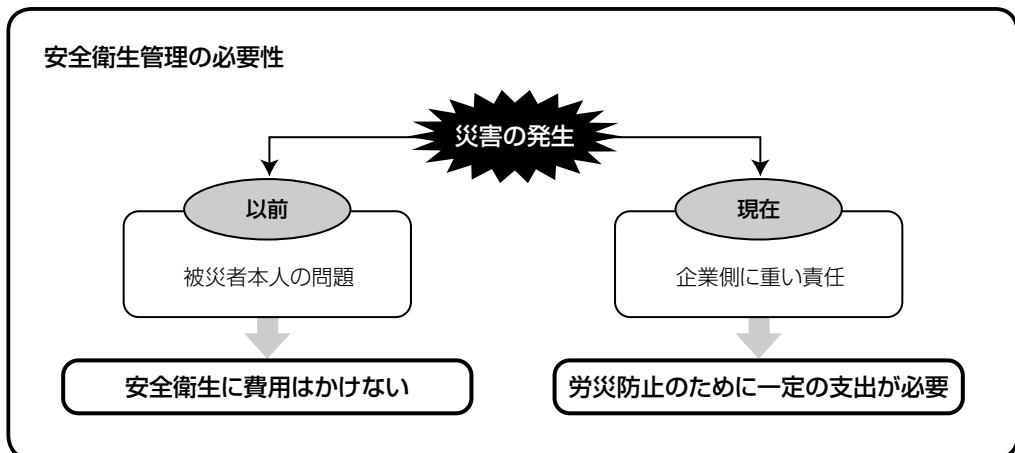 安全衛生管理の必要性
災害の発生
以前
被災者本人の問題
安全衛生に費用はかけない
現在
企業側に重い責任
労災防止のために一定の支出が必要